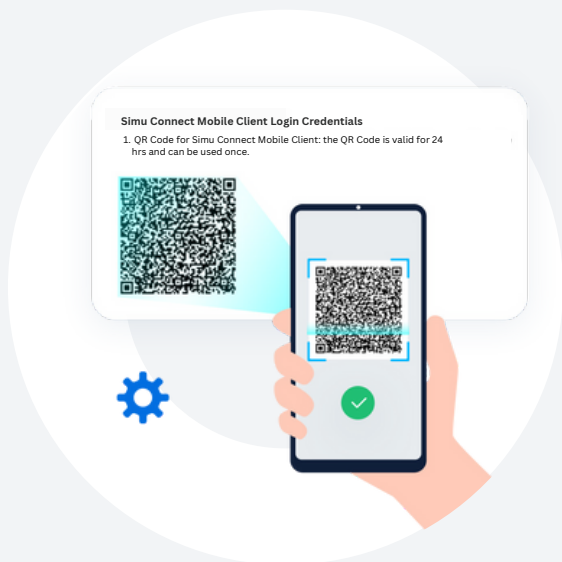 Simu Connect Mobile Client Login Credentials
1. QR Code for Simu Connect Mobile Client: the QR Code is valid for 24
hrs and can be used once.